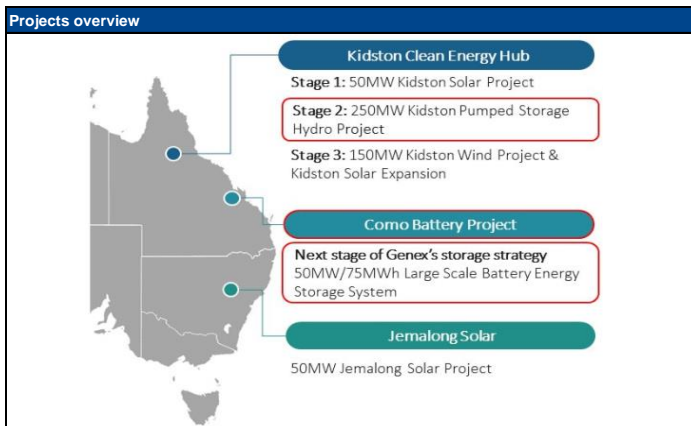 Projects overview
Kidston Clean Energy Hub
Stage 1: 50MW Kidston Solar Project
Stage 2: 250MW Kidston Pumped Storage
Hydro Project
Stage 3: 150MW Kidston Wind Project &
Kidston Solar Expansion
Como Battery Project
Next stage of Genex's storage strategy
50MW/75MWh Large Scale Battery Energy
Storage System
Jemalong Solar
50MW Jemalong Solar Project